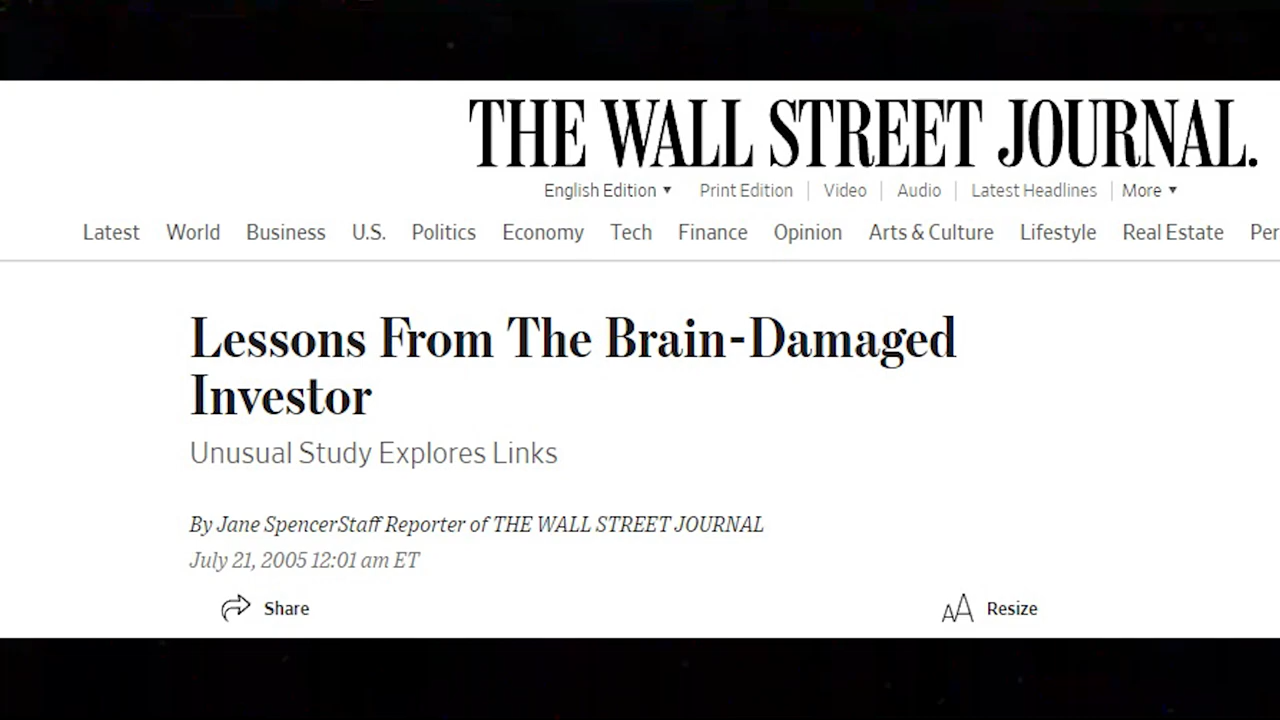 THE WALL STREET JOURNAL.
English Edition ▼ Print Edition | Video | Audio | Latest Headlines | More ▼
Latest World Business U.S. Politics Economy Tech Finance Opinion Arts & Culture Lifestyle Real Estate Per
Lessons From The Brain-Damaged
Investor
Unusual Study Explores Links
By Jane SpencerStaff Reporter of THE WALL STREET JOURNAL
July 21, 2005 12:01 am ET
Share
AA Resize